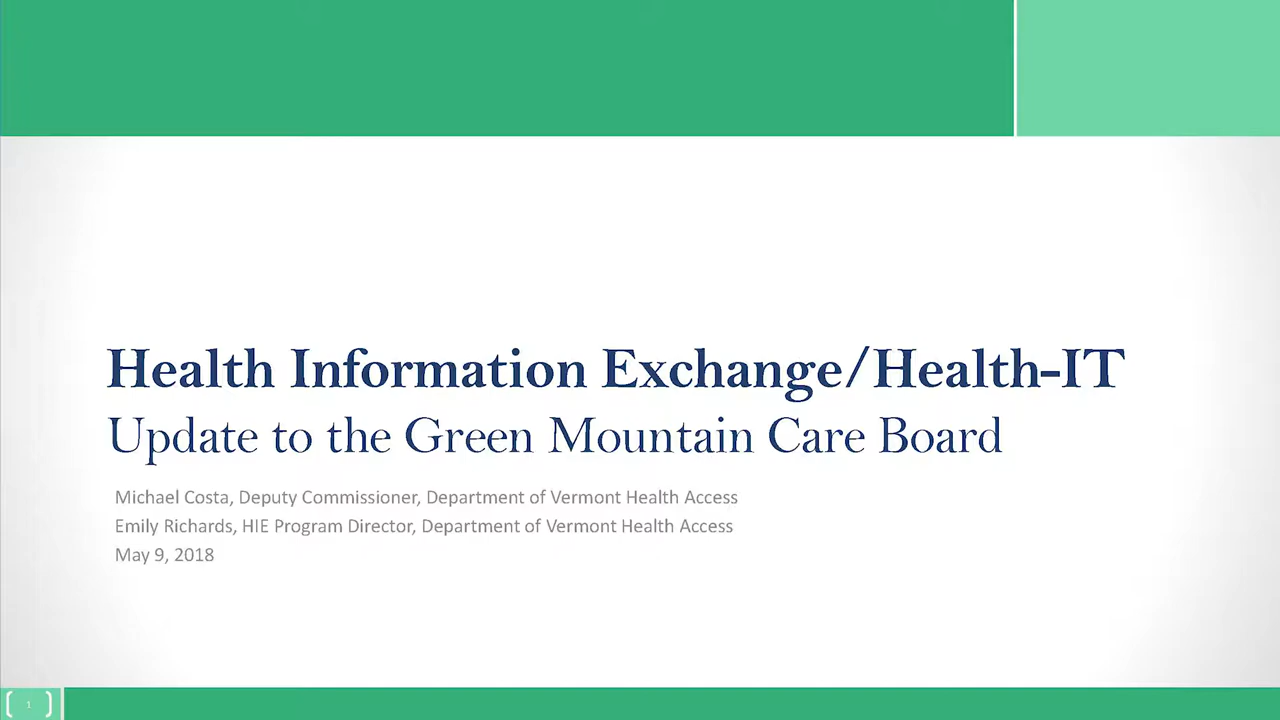 Health Information Exchange/Health-IT
Update to the Green Mountain Care Board
Michael Costa, Deputy Commissioner, Department of Vermont Health Access
Emily Richards, HIE Program Director, Department of Vermont Health Access
May 9, 2018
1